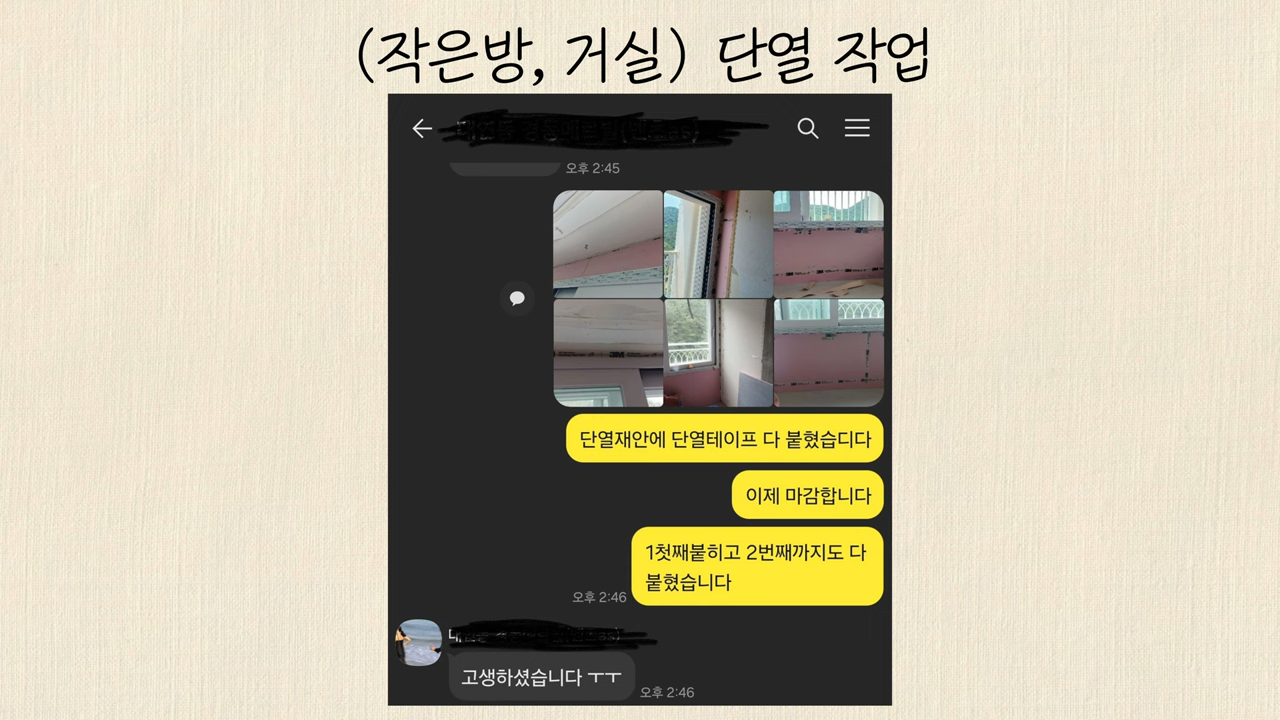 (작은방, 거실) 단열 작업
오후 2:45
단열재안에 단열테이프 다 붙혔습디다
이제 마감합니다
1첫째붙히고 2번째까지도 다
붙혔습니다
오후 2:46
고생하셨습니다 ㅜㅜ
오후 2:46